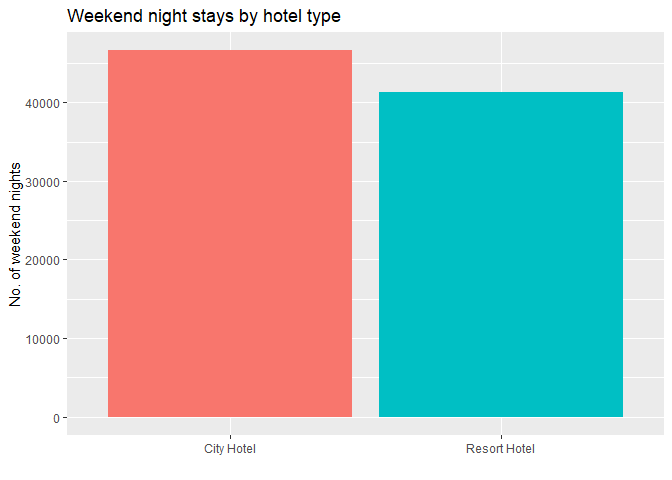 Weekend night stays by hotel type
No. of weekend nights
40000
30000
20000
10000
0
City Hotel
Resort Hotel